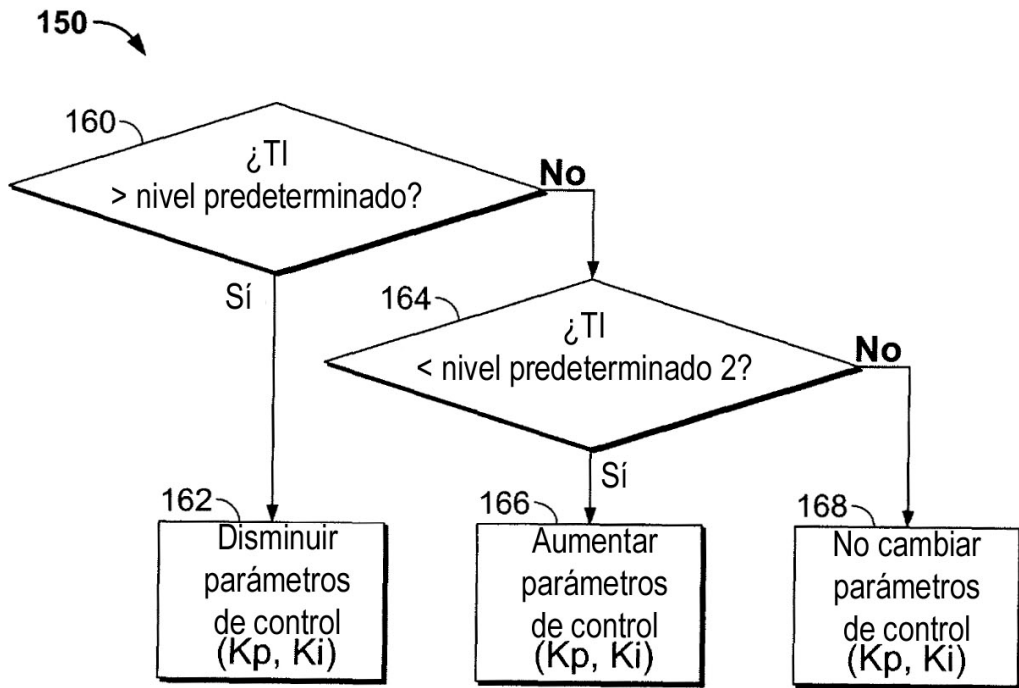 150
160
¿TI
> nivel predeterminado?
No
Sí
164
¿TI
< nivel predeterminado 2?
No
Sí
162
Disminuir
parámetros
de control
(Kp, Ki)
166
Aumentar
parámetros
de control
(Kp, Ki)
168
No cambiar
parámetros
de control
(Kp, Ki)